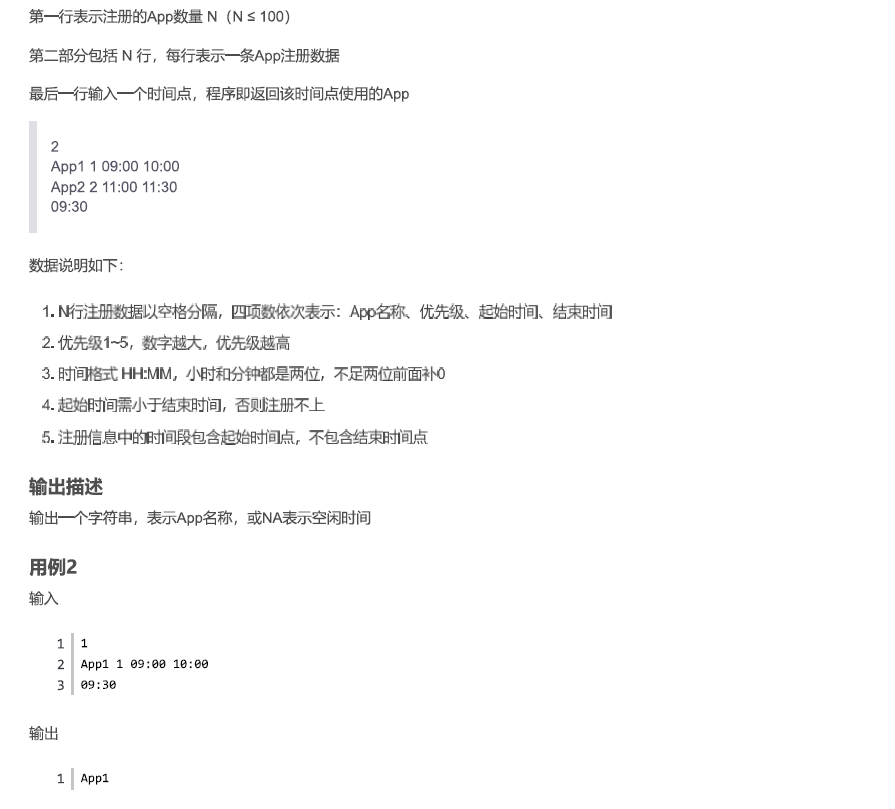 第一行表示注册的App数量 N（N ≤ 100）
第二部分包括 N 行，每行表示一条App注册数据
最后一行输入一个时间点，程序即返回该时间点使用的App
2
App1 1 09:00 10:00
App2 2 11:00 11:30
09:30
数据说明如下：
1. N行注册数据以空格分隔，四项数依次表示：App名称、优先级、起始时间、结束时间
2. 优先级1~5，数字越大，优先级越高
3. 时间格式 HH:MM，小时和分钟都是两位，不足两位前面补0
4. 起始时间需小于结束时间，否则注册不上
5. 注册信息中的时间段包含起始时间点，不包含结束时间点
输出描述
输出一个字符串，表示App名称，或NA表示空闲时间
用例2
输入
1 1
2 App1 1 09:00 10:00
3 09:30
输出
1 App1